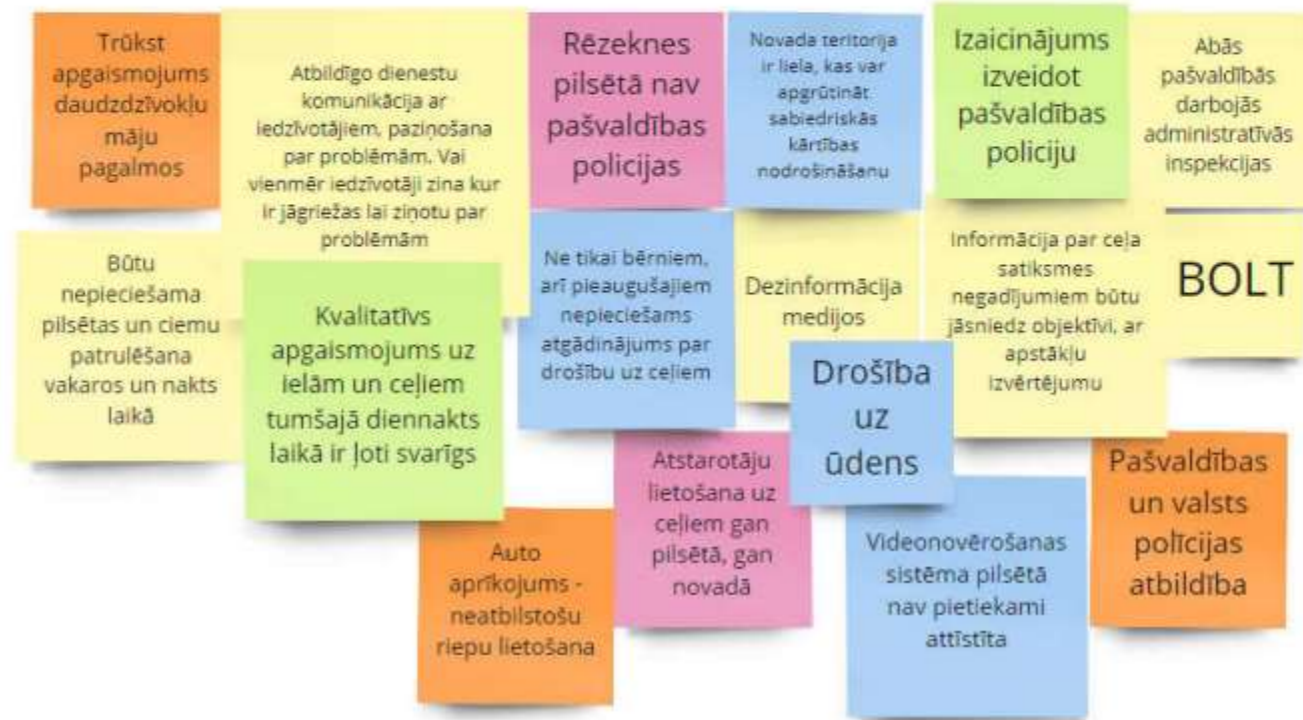 Trūkst
apgaismojums
daudzdzīvokļu
māju
pagalmos
Atbildīgo dienestu
komunikācija ar
iedzīvotājiem, paziņošana
par problēmām. Vai
vienmēr iedzīvotāji zina kur
ir jāgriežas lai ziņotu par
problēmām
Rēzeknes
pilsētā nav
pašvaldības
policijas
Novada teritorija
ir liela, kas var
apgrūtināt
sabiedriskās
kārtības
nodrošināšanu
Izaicinājums
izveidot
pašvaldības
policiju
Abās
pašvaldībās
darbojās
administratīvās
inspekcijas
Būtu
nepieciešama
pilsētas un ciemu
patrulēšana
vakaros un nakts
laikā
Kvalitatīvs
apgaismojums uz
ielām un ceļiem
tumšajā diennakts
laikā ir ļoti svarīgs
Ne tikai bērniem,
arī pieaugušajiem
nepieciešams
atgādinājums par
drošību uz ceļiem
Dezinformācija
medijos
Drošība
uz
ūdens
Informācija par ceļa
satiksmes
negadījumiem būtu
jāsniedz objektīvi, ar
apstākļu
izvērtējumu
BOLT
Auto
aprīkojums -
neatbilstošu
riepu lietošana
Atstarotāju
lietošana uz
ceļiem gan
pilsētā, gan
novadā
Videonovērošanas
sistēma pilsētā
nav pietiekami
attīstīta
Pašvaldības
un valsts
polīcijas
atbildība